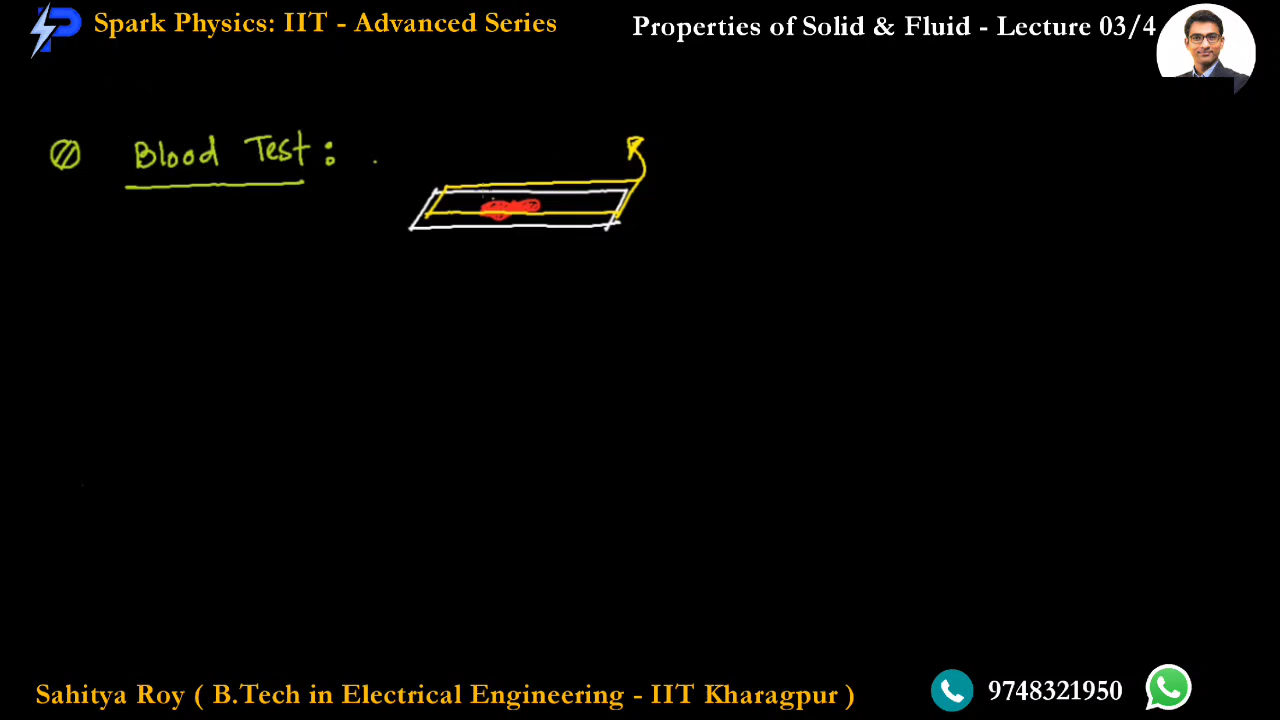 Spark Physics: IIT - Advanced Series
Properties of Solid & Fluid - Lecture 03/4
Blood Test:
Sahitya Roy ( B.Tech in Electrical Engineering - IIT Kharagpur )
9748321950